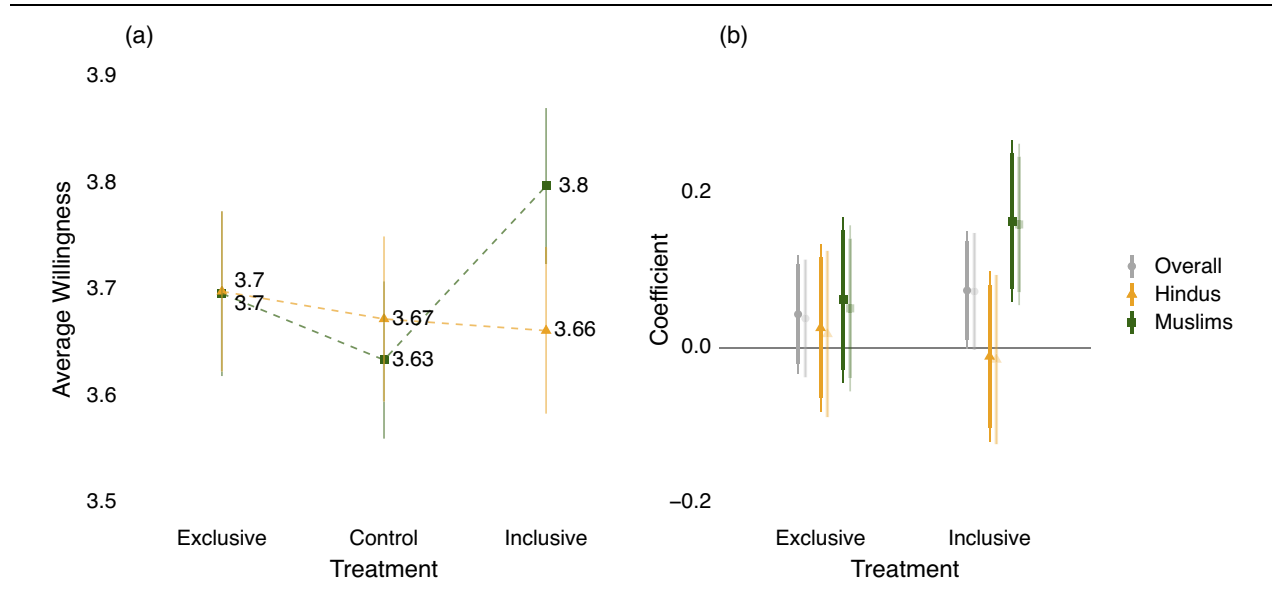 (a)
3.9
3.8
3.7
3.6
3.5
Average Willingness
3.7
3.7
3.67
3.63
3.8
3.66
Exclusive Control Inclusive
Treatment
(b)
0.2
0.0
−0.2
Coefficient
Exclusive Inclusive
Treatment
Overall
Hindus
Muslims